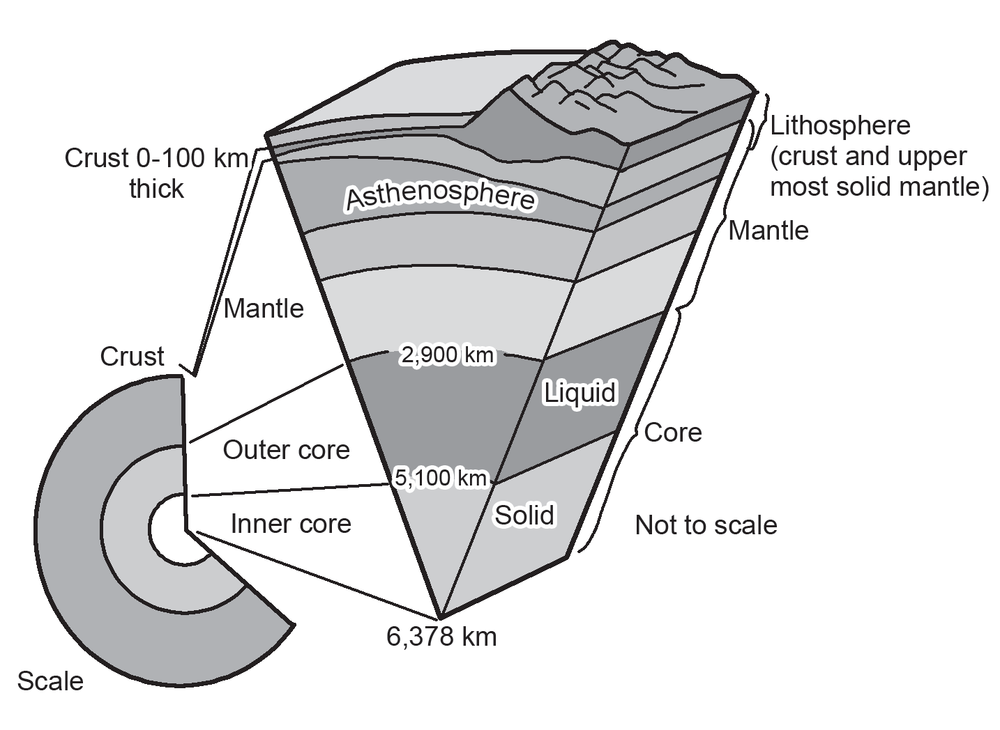 Crust 0-100 km
thick
Lithosphere
(crust and upper
most solid mantle)
Asthenosphere
Mantle
Mantle
Crust
2,900 km
Liquid
Outer core
Core
5,100 km
Inner core
Solid
Not to scale
6,378 km
Scale